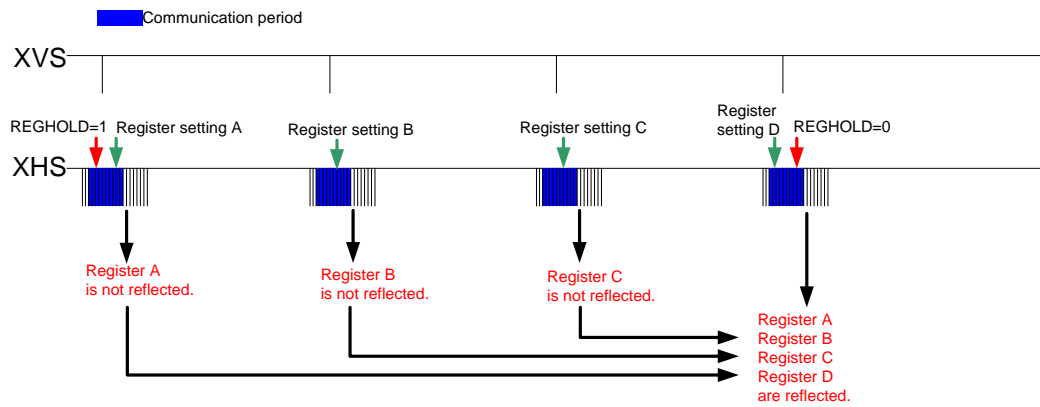 Communication period
XVS
REGHOLD=1
Register setting A
Register setting B
Register setting C
Register
setting D
REGHOLD=0
XHS
Register A
is not reflected.
Register B
is not reflected.
Register C
is not reflected.
Register A
Register B
Register C
Register D
are reflected.